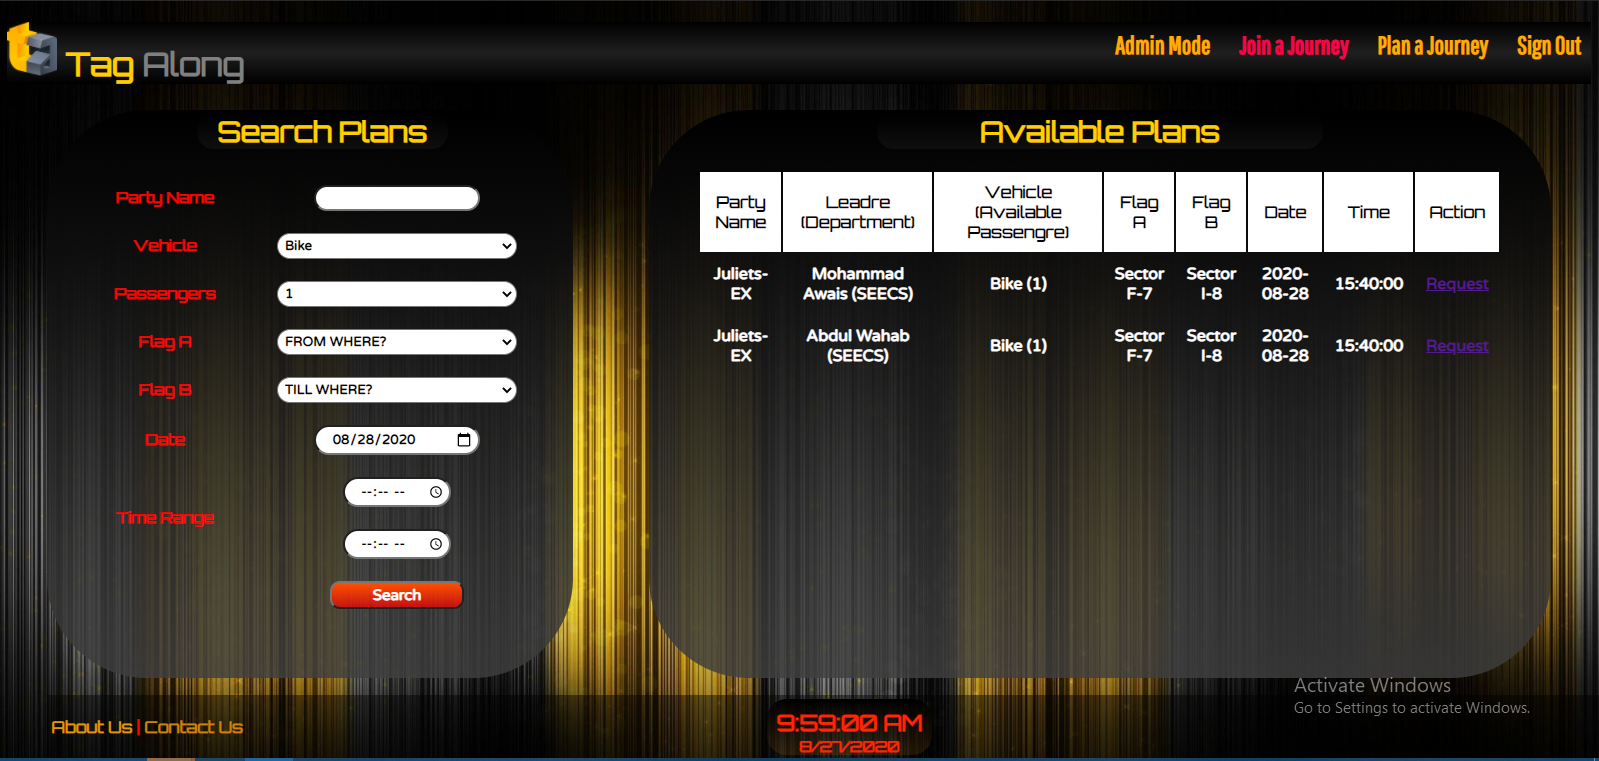 Tag Along
Admin Mode Join a Journey Plan a Journey Sign Out
Search Plans
Party Name
Vehicle Bike
Passengers 1
Flag A FROM WHERE?
Flag B TILL WHERE?
Date 08/28/2020
--:-- --
Time Range
--:-- --
Search
Available Plans
Party
Name
Leadre
(Department)
Vehicle
(Available
Passengre)
Flag
A
Flag
B
Date
Time
Action
Juliets-
EX
Mohammad
Awais (SEECS)
Bike (1)
Sector
F-7
Sector
I-8
2020-
08-28
15:40:00
Request
Juliets-
EX
Abdul Wahab
(SEECS)
Bike (1)
Sector
F-7
Sector
I-8
2020-
08-28
15:40:00
Request
Activate Windows
Go to Settings to activate Windows.
About Us | Contact Us
9:59:00 AM
8/27/2020